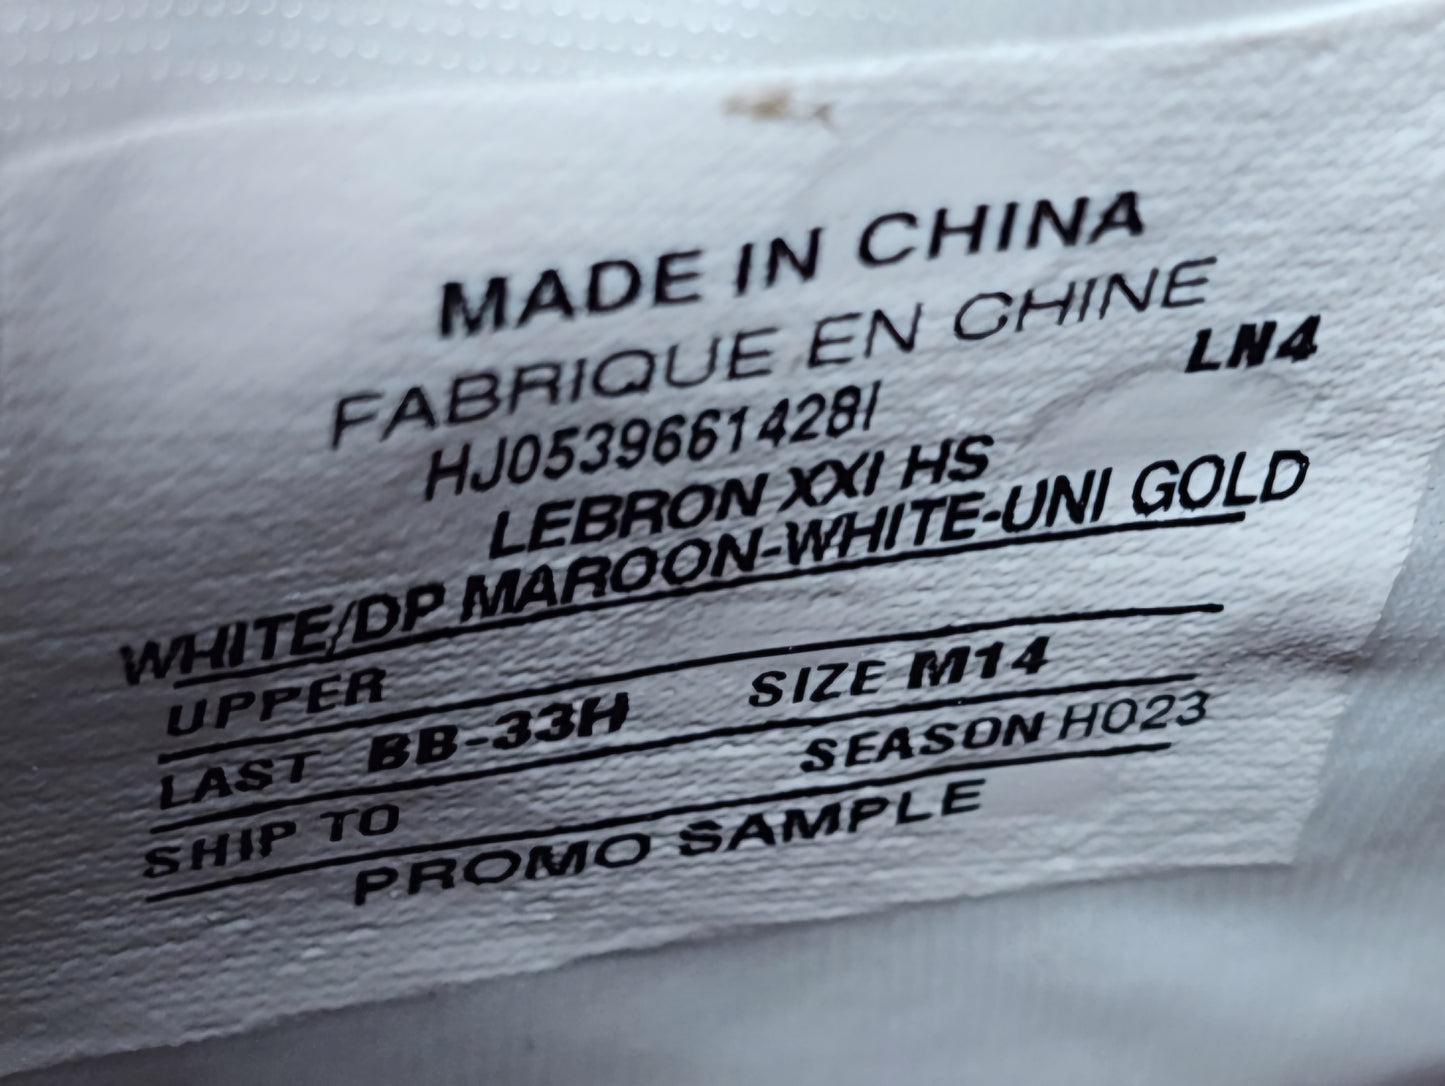 MADE IN CHINA
FABRIQUE EN CHINE
LN4
HJ0539661428I
LEBRON XXI HS
WHITE/DP MAROON-WHITE-UNI GOLD
UPPER
LAST BB-33H SIZE M14
SHIP TO SEASON HO23
PROMO SAMPLE